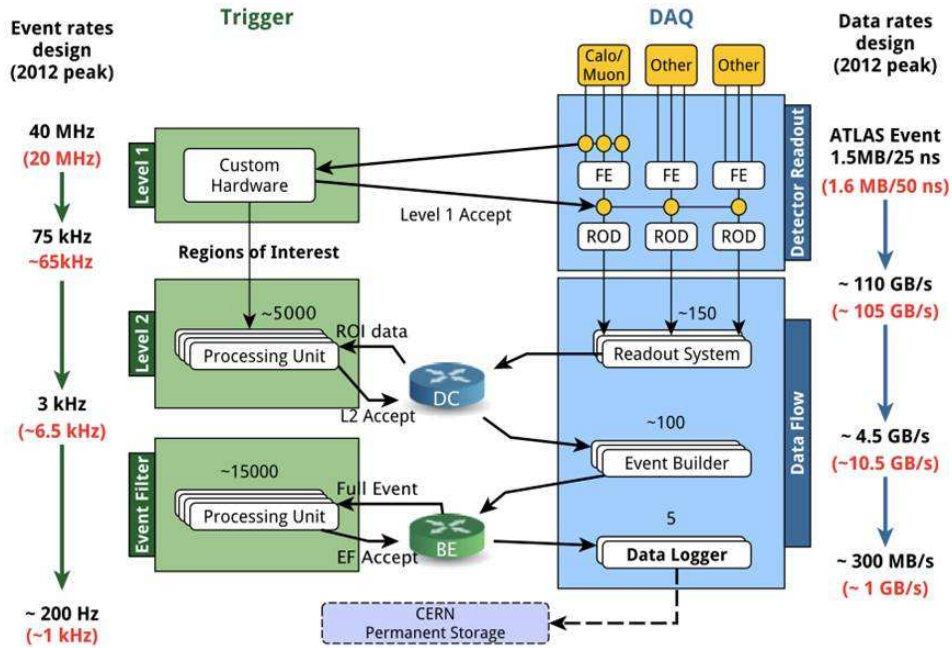 Trigger
DAQ
Event rates
design
(2012 peak)
Data rates
design
(2012 peak)
40 MHz
(20 MHz)
75 kHz
~65kHz
3 kHz
(~6.5 kHz)
~ 200 Hz
(~1 kHz)
Level 1
Custom
Hardware
Level 1 Accept
Regions of Interest
Level 2
~5000
Processing Unit
ROI data
L2 Accept
DC
Event Filter
~15000
Processing Unit
Full Event
EF Accept
BE
Calo/
Muon
Other
Other
FE
FE
FE
ROD
ROD
ROD
Detector Readout
~150
Readout System
~100
Event Builder
5
Data Logger
Data Flow
CERN
Permanent Storage
ATLAS Event
1.5MB/25 ns
(1.6 MB/50 ns)
~ 110 GB/s
(~ 105 GB/s)
~ 4.5 GB/s
(~10.5 GB/s)
~ 300 MB/s
(~ 1 GB/s)